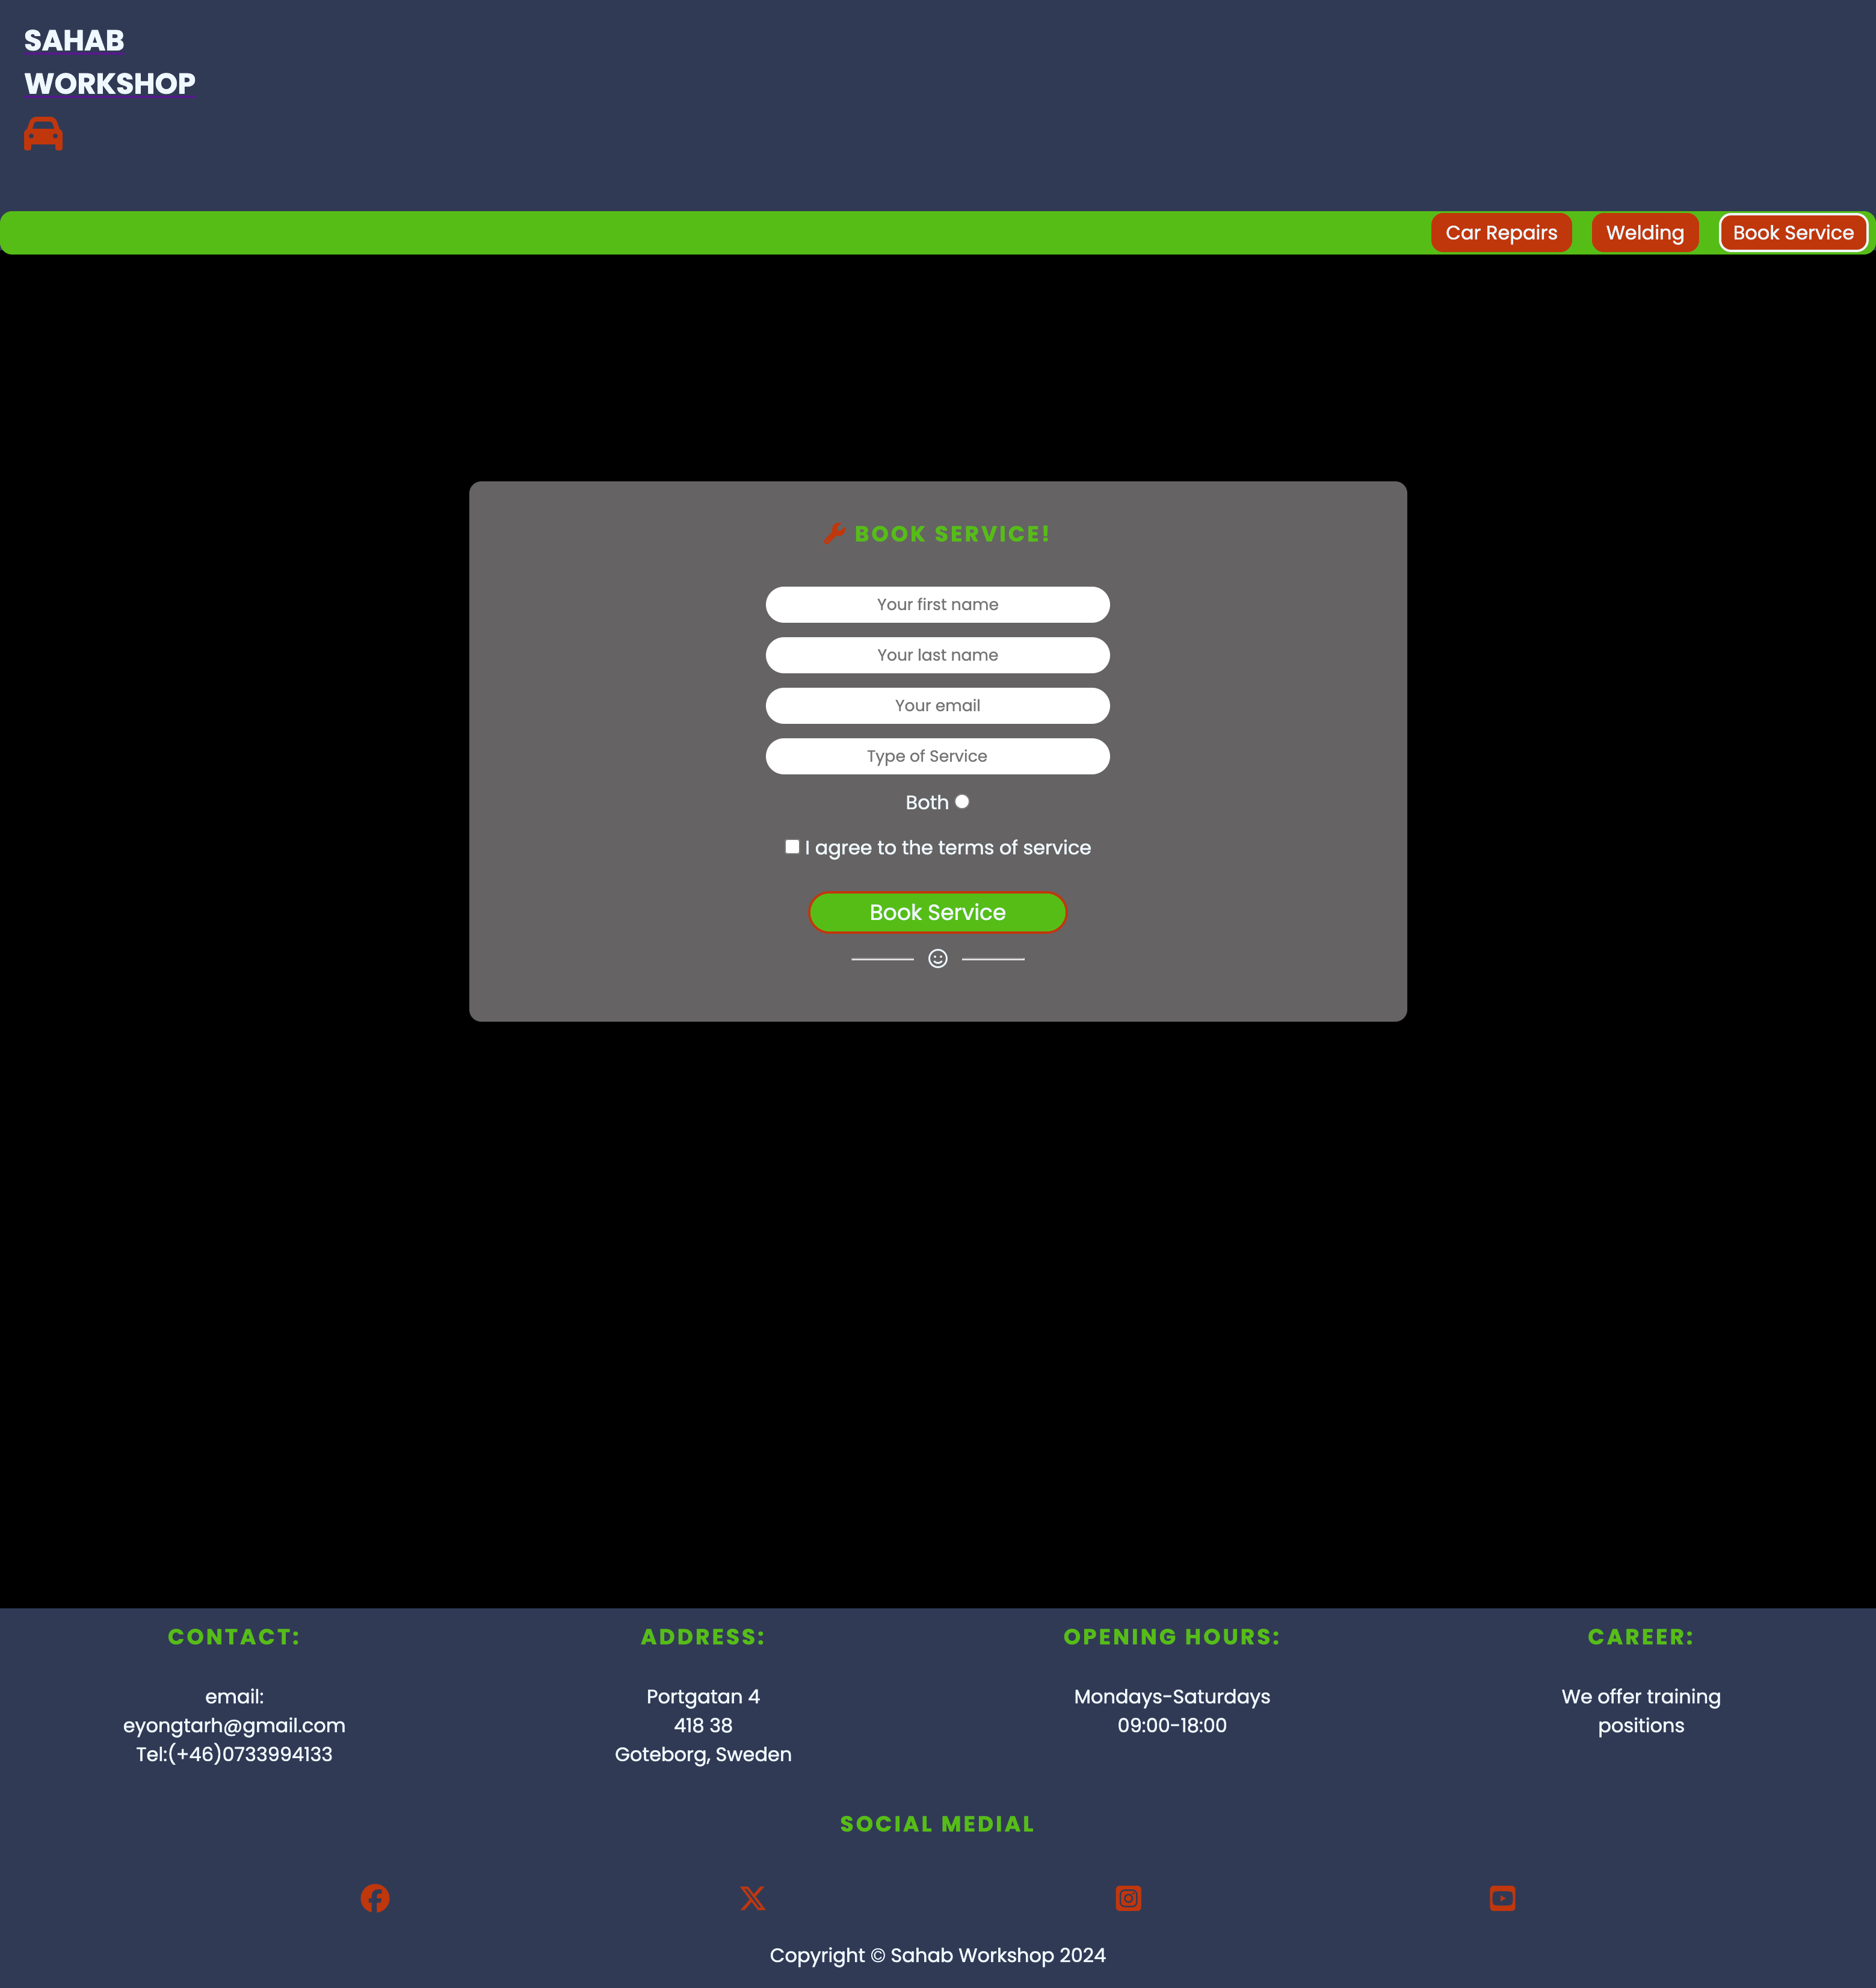 SAHAB
WORKSHOP
Car Repairs
Welding
Book Service
BOOK SERVICE!
Your first name
Your last name
Your email
Type of Service
Both
I agree to the terms of service
Book Service
CONTACT:
email:
eyongtarh@gmail.com
Tel:(+46)0733994133
ADDRESS:
Portgatan 4
418 38
Goteborg, Sweden
OPENING HOURS:
Mondays-Saturdays
09:00-18:00
CAREER:
We offer training
positions
SOCIAL MEDIAL
Copyright © Sahab Workshop 2024